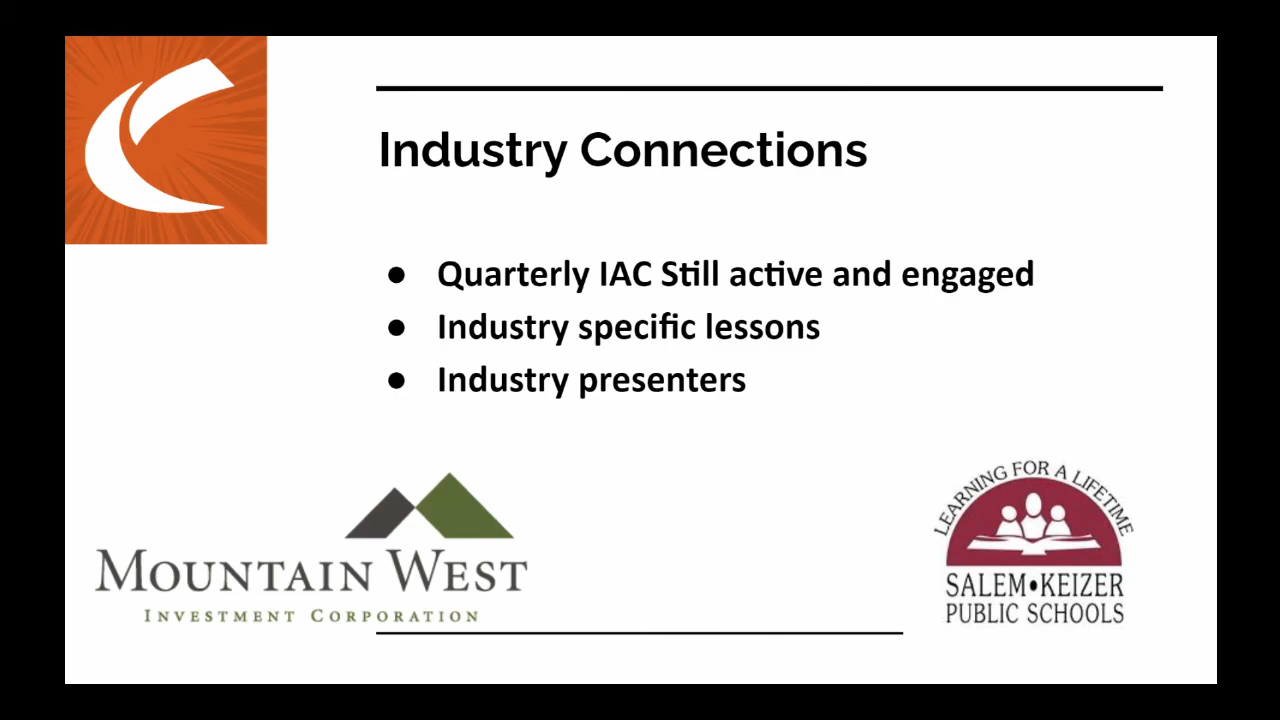 Industry Connections
● Quarterly IAC Still active and engaged
● Industry specific lessons
● Industry presenters
MOUNTAIN WEST
INVESTMENT CORPORATION
LEARNING FOR A LIFETIME
SALEM•KEIZER
PUBLIC SCHOOLS